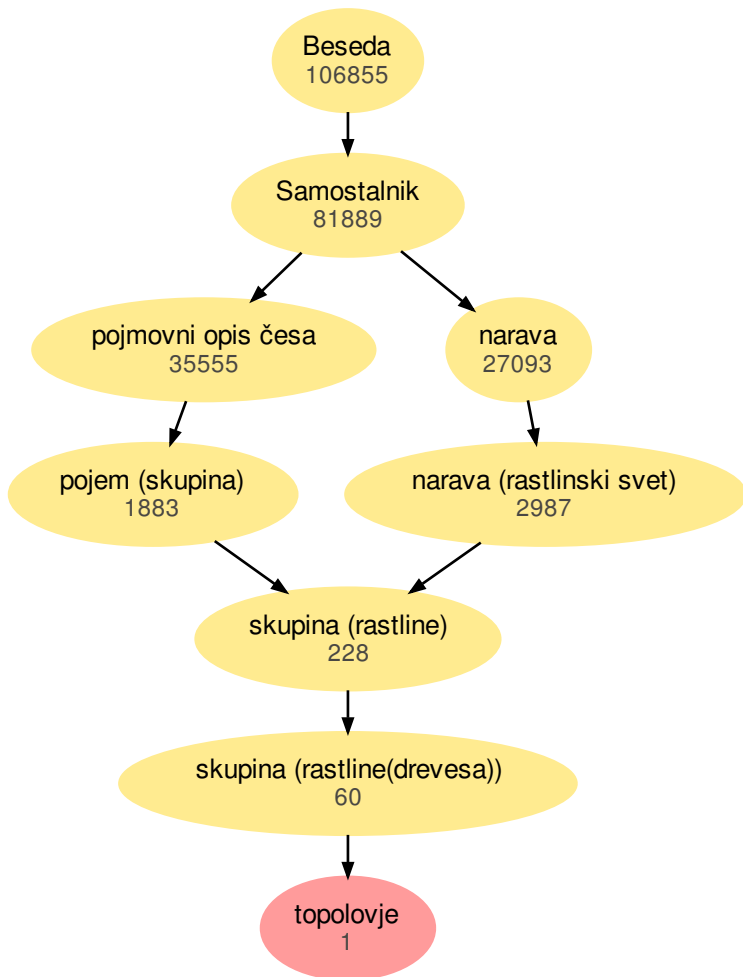 Beseda
106855
Samostalnik
81889
pojmovni opis česa
35555
narava
27093
pojem (skupina)
1883
narava (rastlinski svet)
2987
skupina (rastline)
228
skupina (rastline(drevesa))
60
topolovje
1